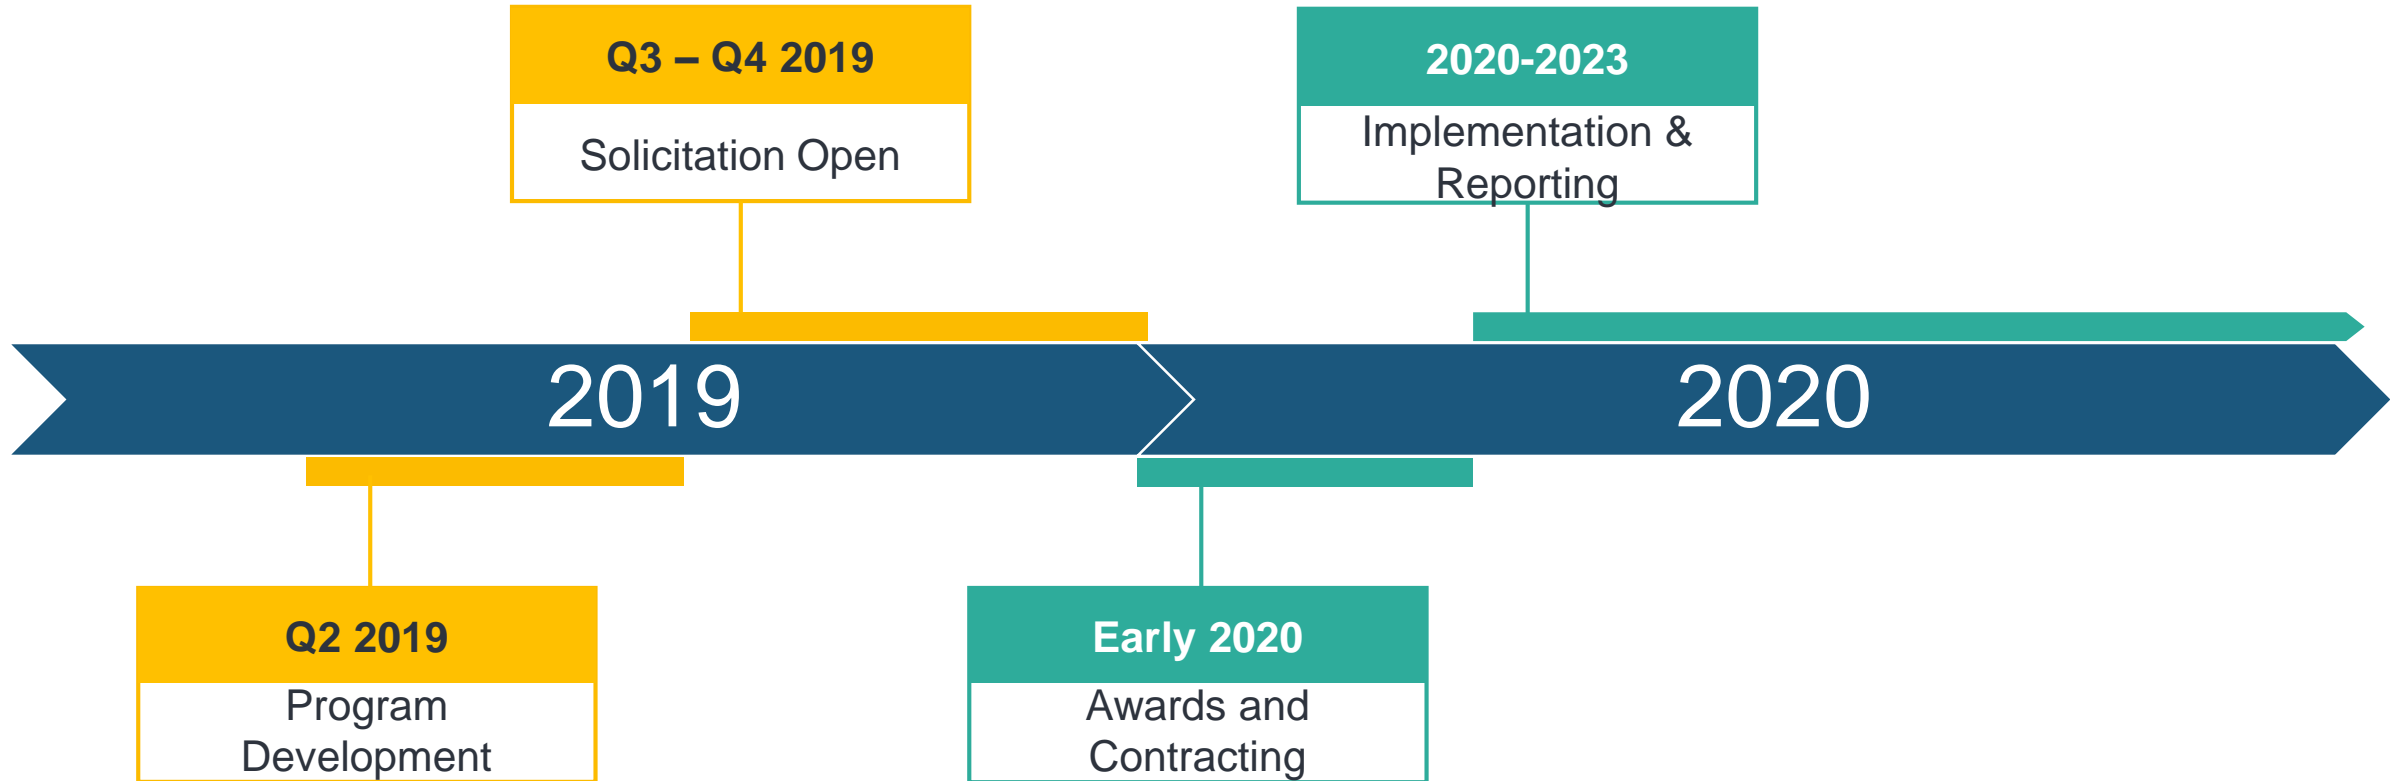 Q3 – Q4 2019
Solicitation Open
2020-2023
Implementation &
Reporting
2019
2020
Q2 2019
Program
Development
Early 2020
Awards and
Contracting